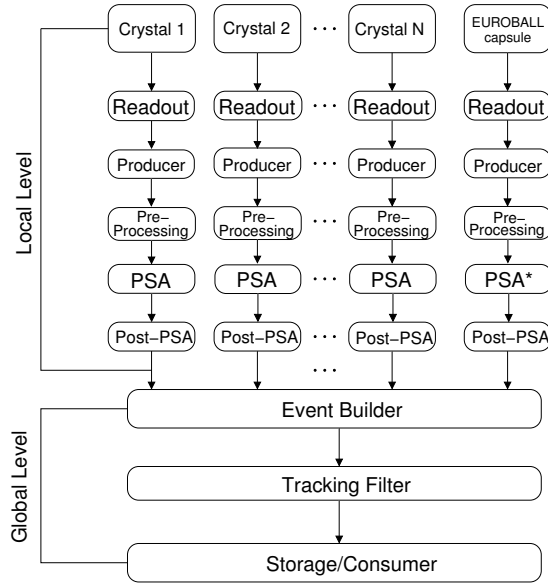 Crystal 1 Crystal 2 ··· Crystal N EUROBALL
capsule
Readout Readout ··· Readout Readout
Producer Producer ··· Producer Producer
Pre− Pre− Pre− Pre−
Processing Processing ··· Processing Processing
PSA PSA ··· PSA PSA*
Post−PSA Post−PSA ··· Post−PSA Post−PSA
···
Local Level
Event Builder
Tracking Filter
Storage/Consumer
Global Level